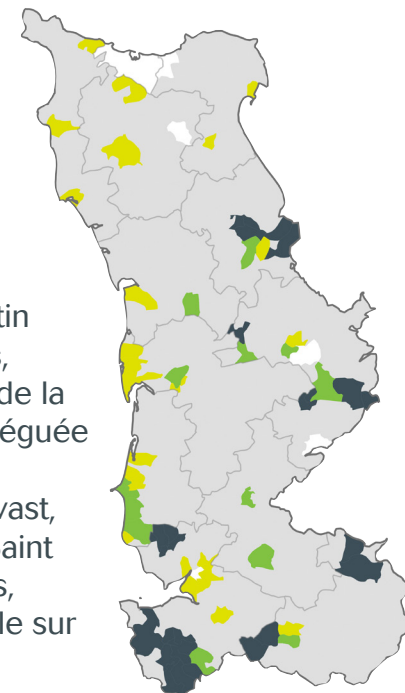 tin
,
de la
éguée
vast,
aint
s,
le sur